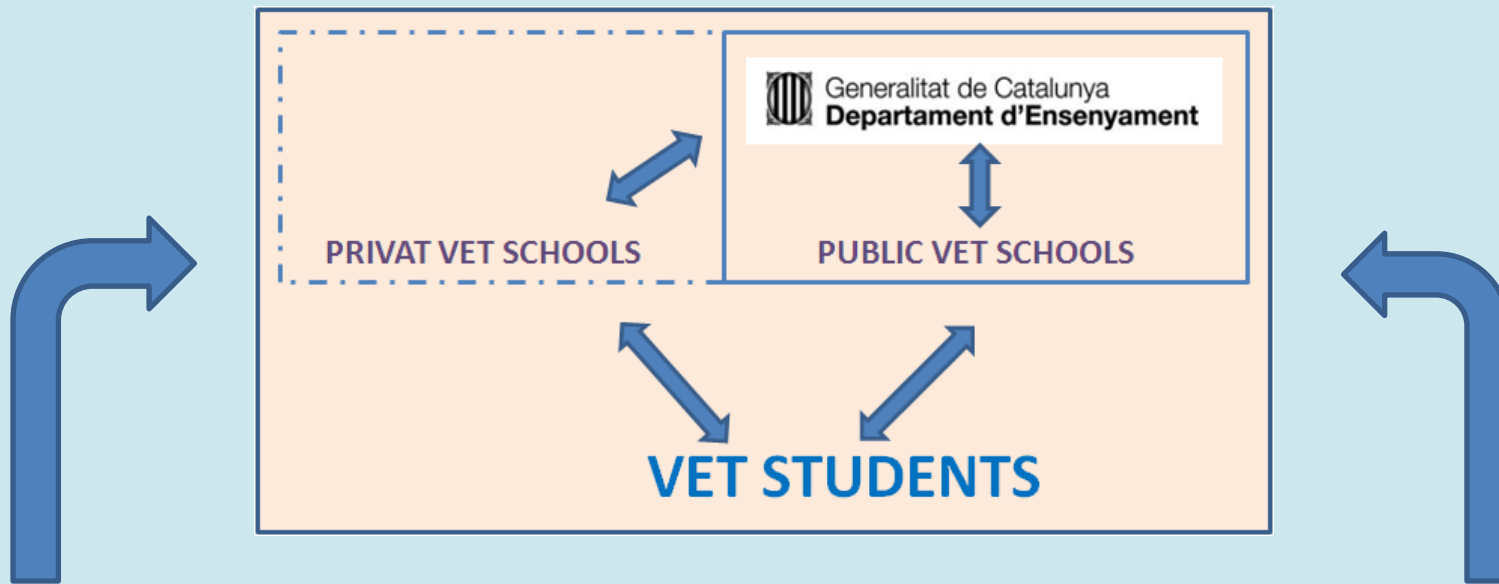 Generalitat de Catalunya
Departament d'Ensenyament
PRIVAT VET SCHOOLS
PUBLIC VET SCHOOLS
VET STUDENTS